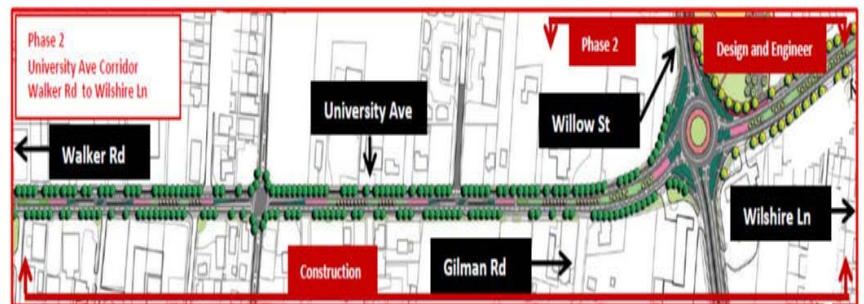 Phase 2
University Ave Corridor
Walker Rd to Wilshire Ln
Phase 2
Design and Engineer
University Ave
Willow St
Walker Rd
Wilshire Ln
Gilman Rd
Construction